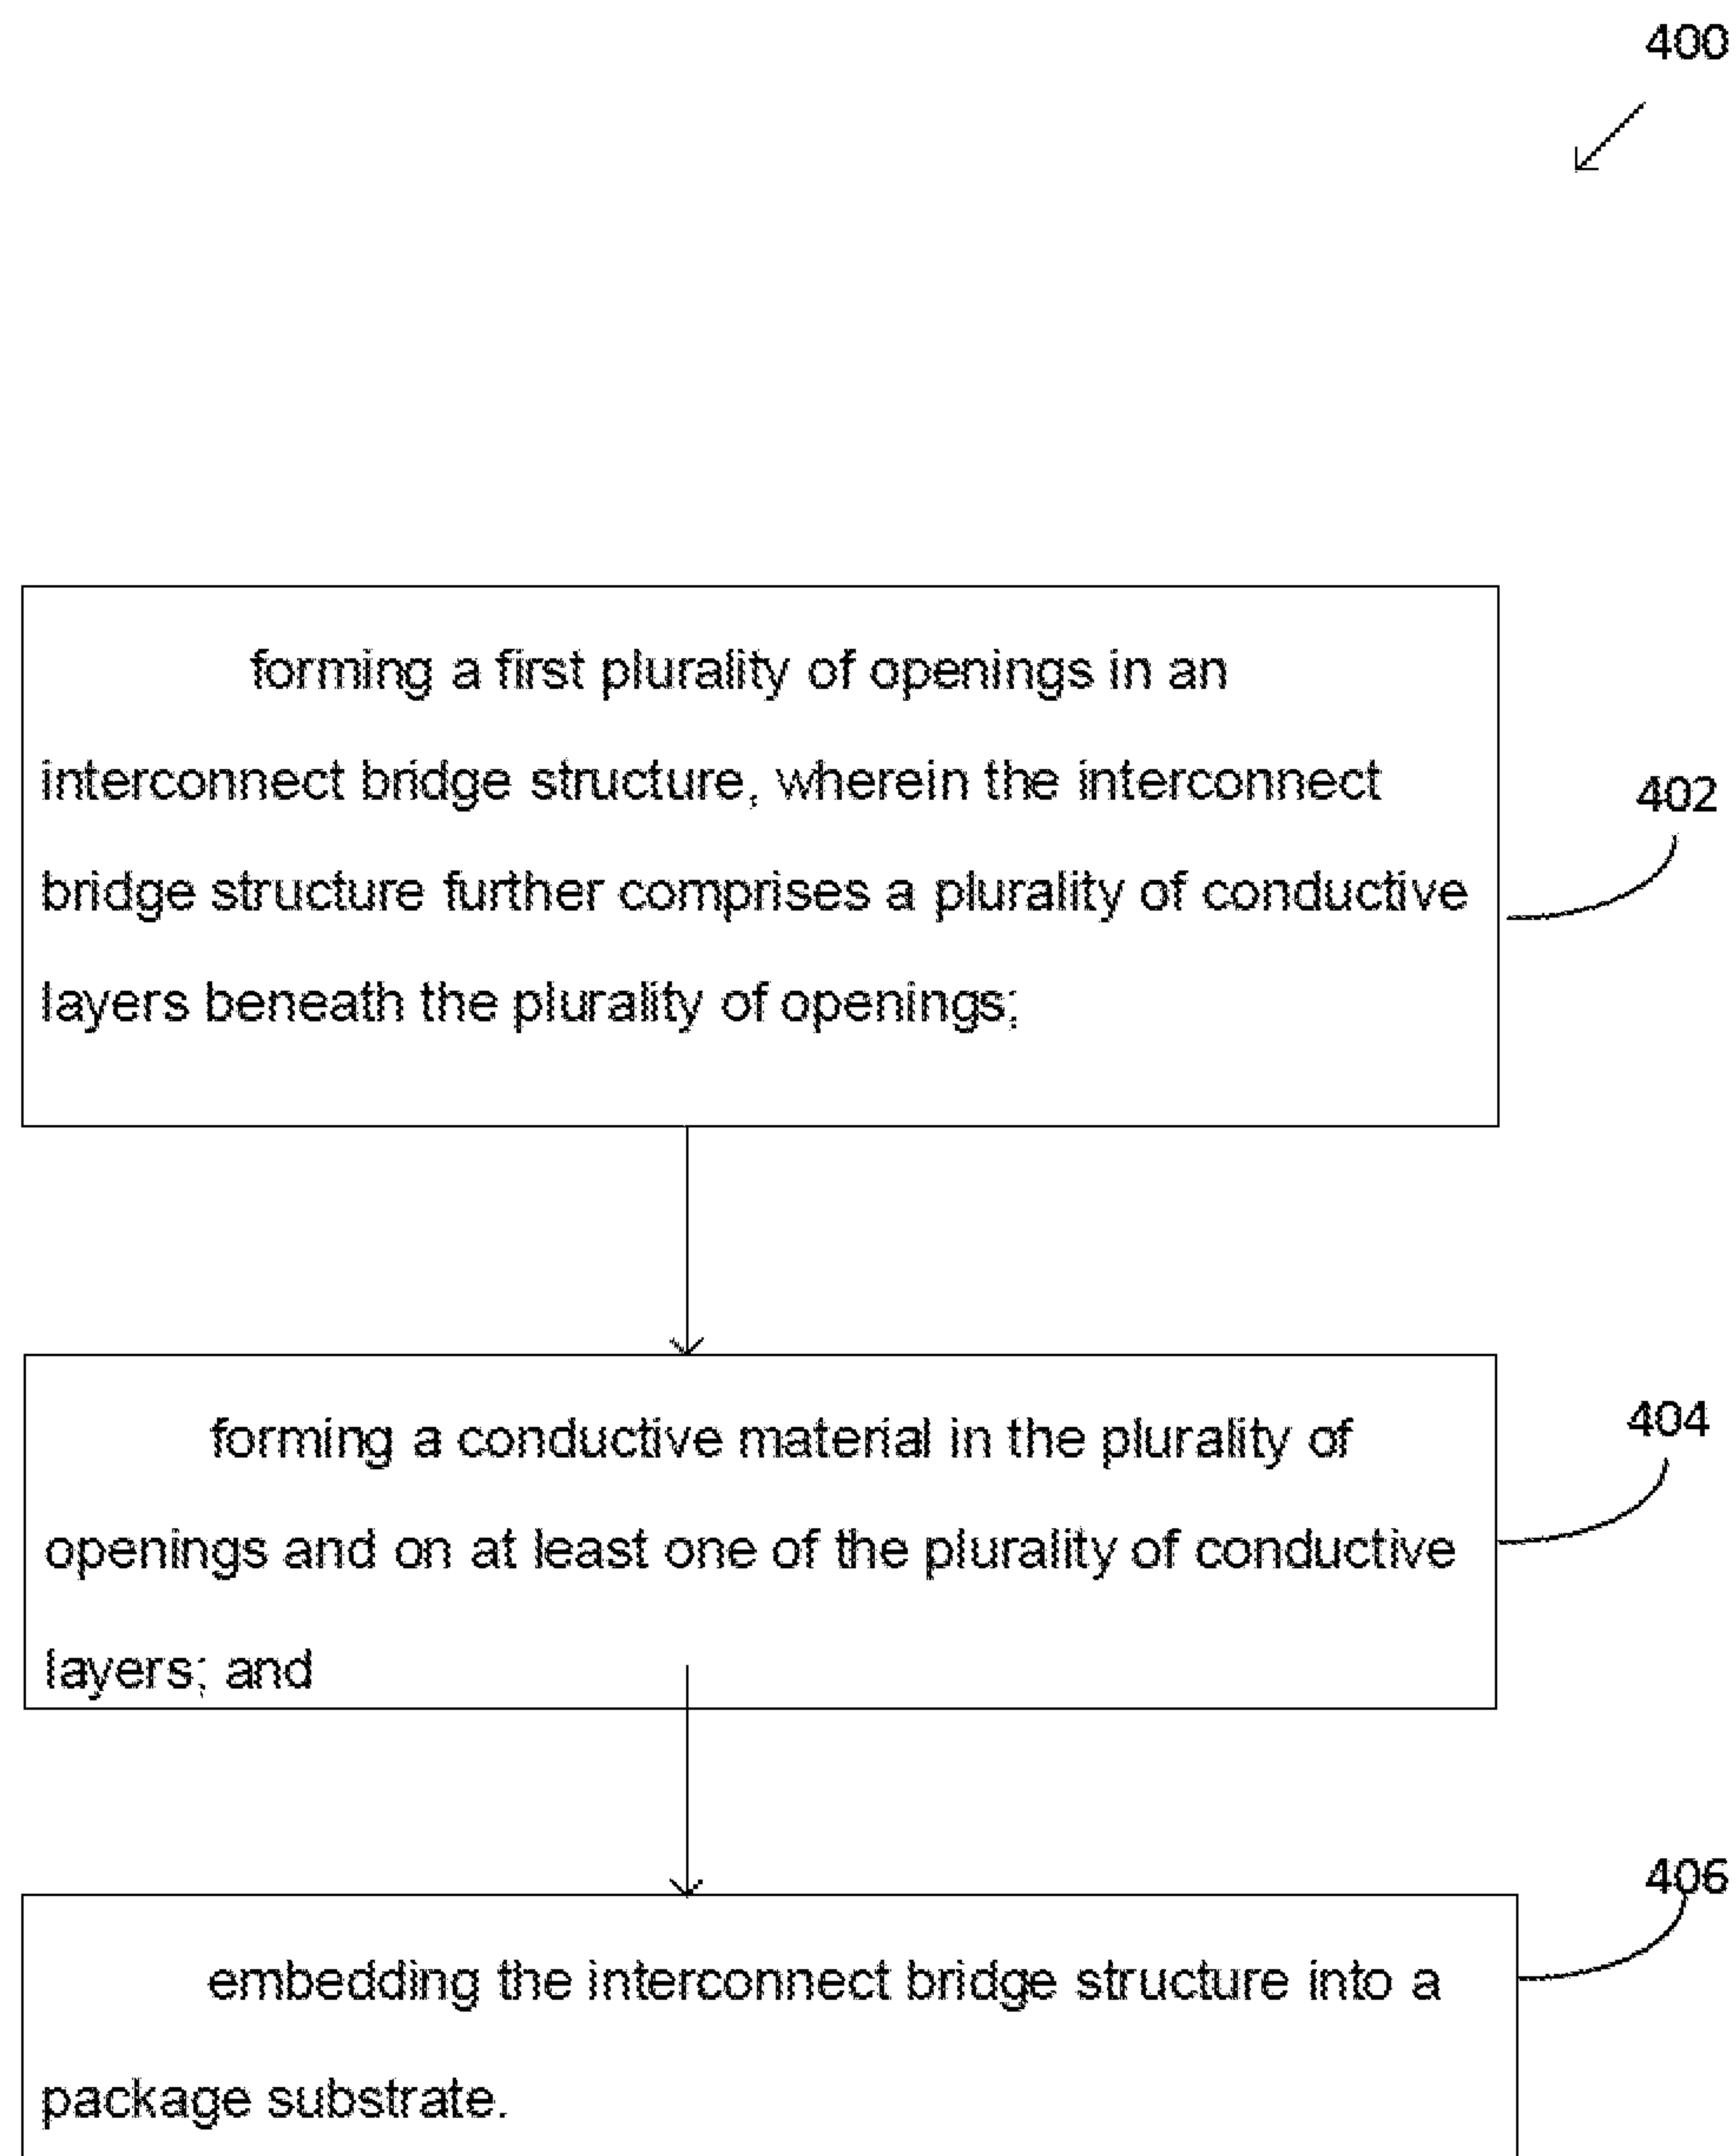 400
forming a first plurality of openings in an
interconnect bridge structure, wherein the interconnect
bridge structure further comprises a plurality of conductive
layers beneath the plurality of openings;
402
forming a conductive material in the plurality of
openings and on at least one of the plurality of conductive
layers; and
404
embedding the interconnect bridge structure into a
package substrate.
406